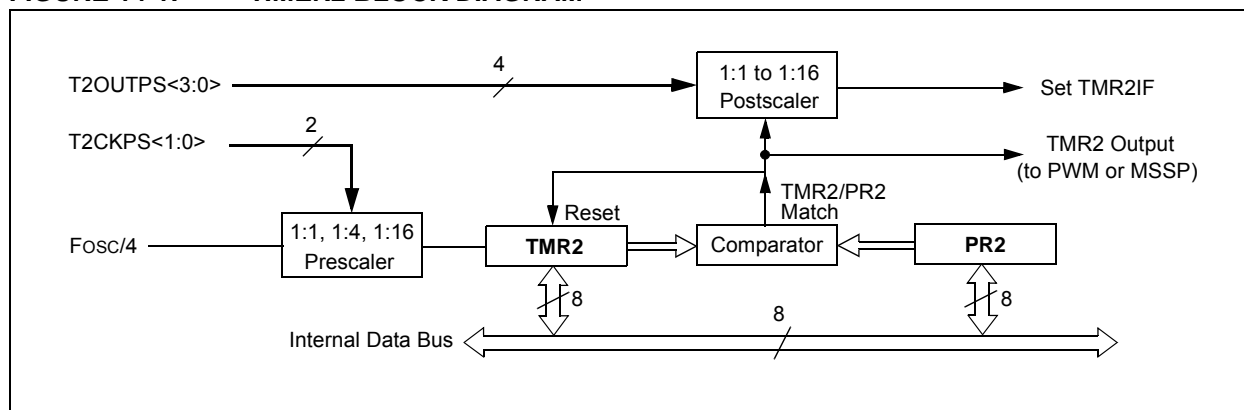 4
T2OUTPS<3:0>
1:1 to 1:16
Postscaler
Set TMR2IF
2
T2CKPS<1:0>
TMR2 Output
(to PWM or MSSP)
TMR2/PR2
Match
Reset
1:1, 1:4, 1:16
Prescaler
FOSC/4
TMR2
Comparator
PR2
8
8
8
Internal Data Bus